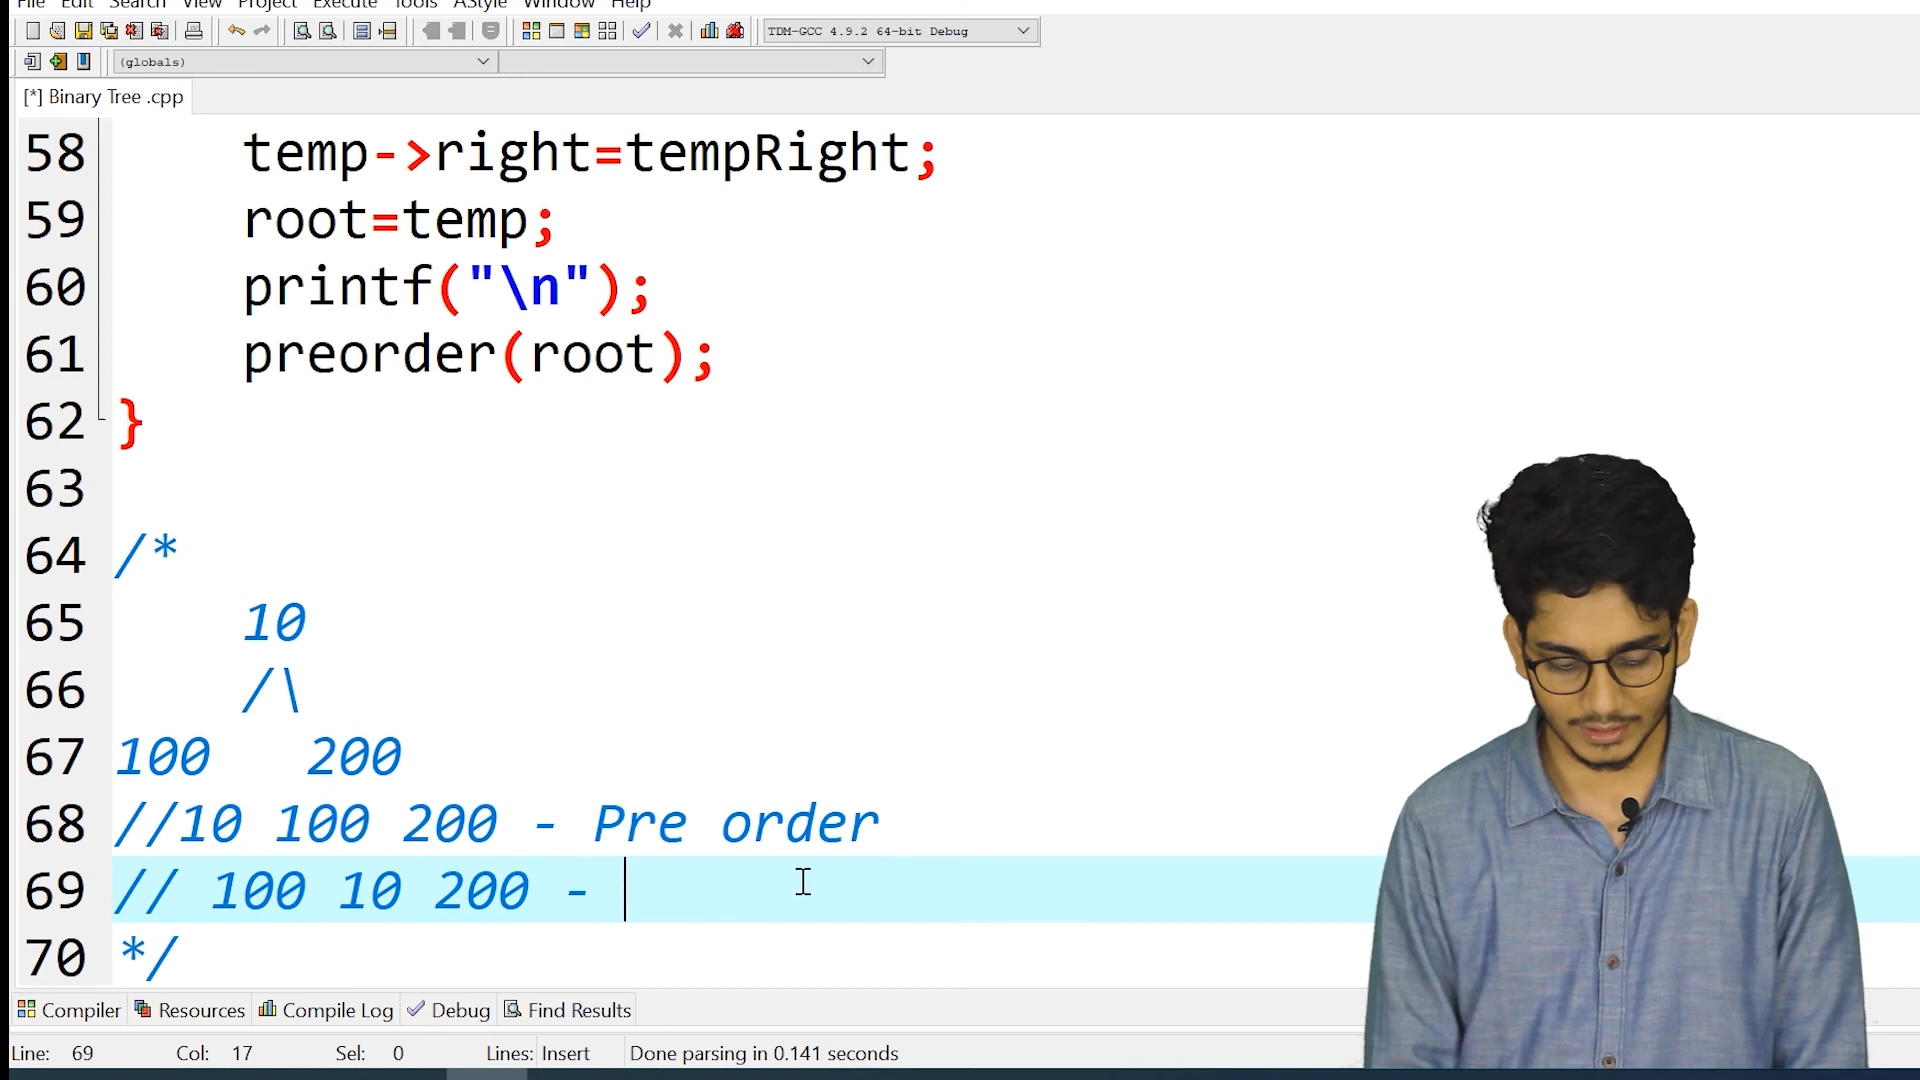 File Edit Search View Project Execute Tools AStyle Window Help
TDM-GCC 4.9.2 64-bit Debug
(globals)
[*] Binary Tree .cpp
58 temp->right=tempRight;
59 root=temp;
60 printf("\n");
61 preorder(root);
62 }
63
64 /*
65 10
66 /\
67 100 200
68 //10 100 200 - Pre order
69 // 100 10 200 -
70 */
Compiler Resources Compile Log Debug Find Results
Line: 69 Col: 17 Sel: 0 Lines: Insert Done parsing in 0.141 seconds